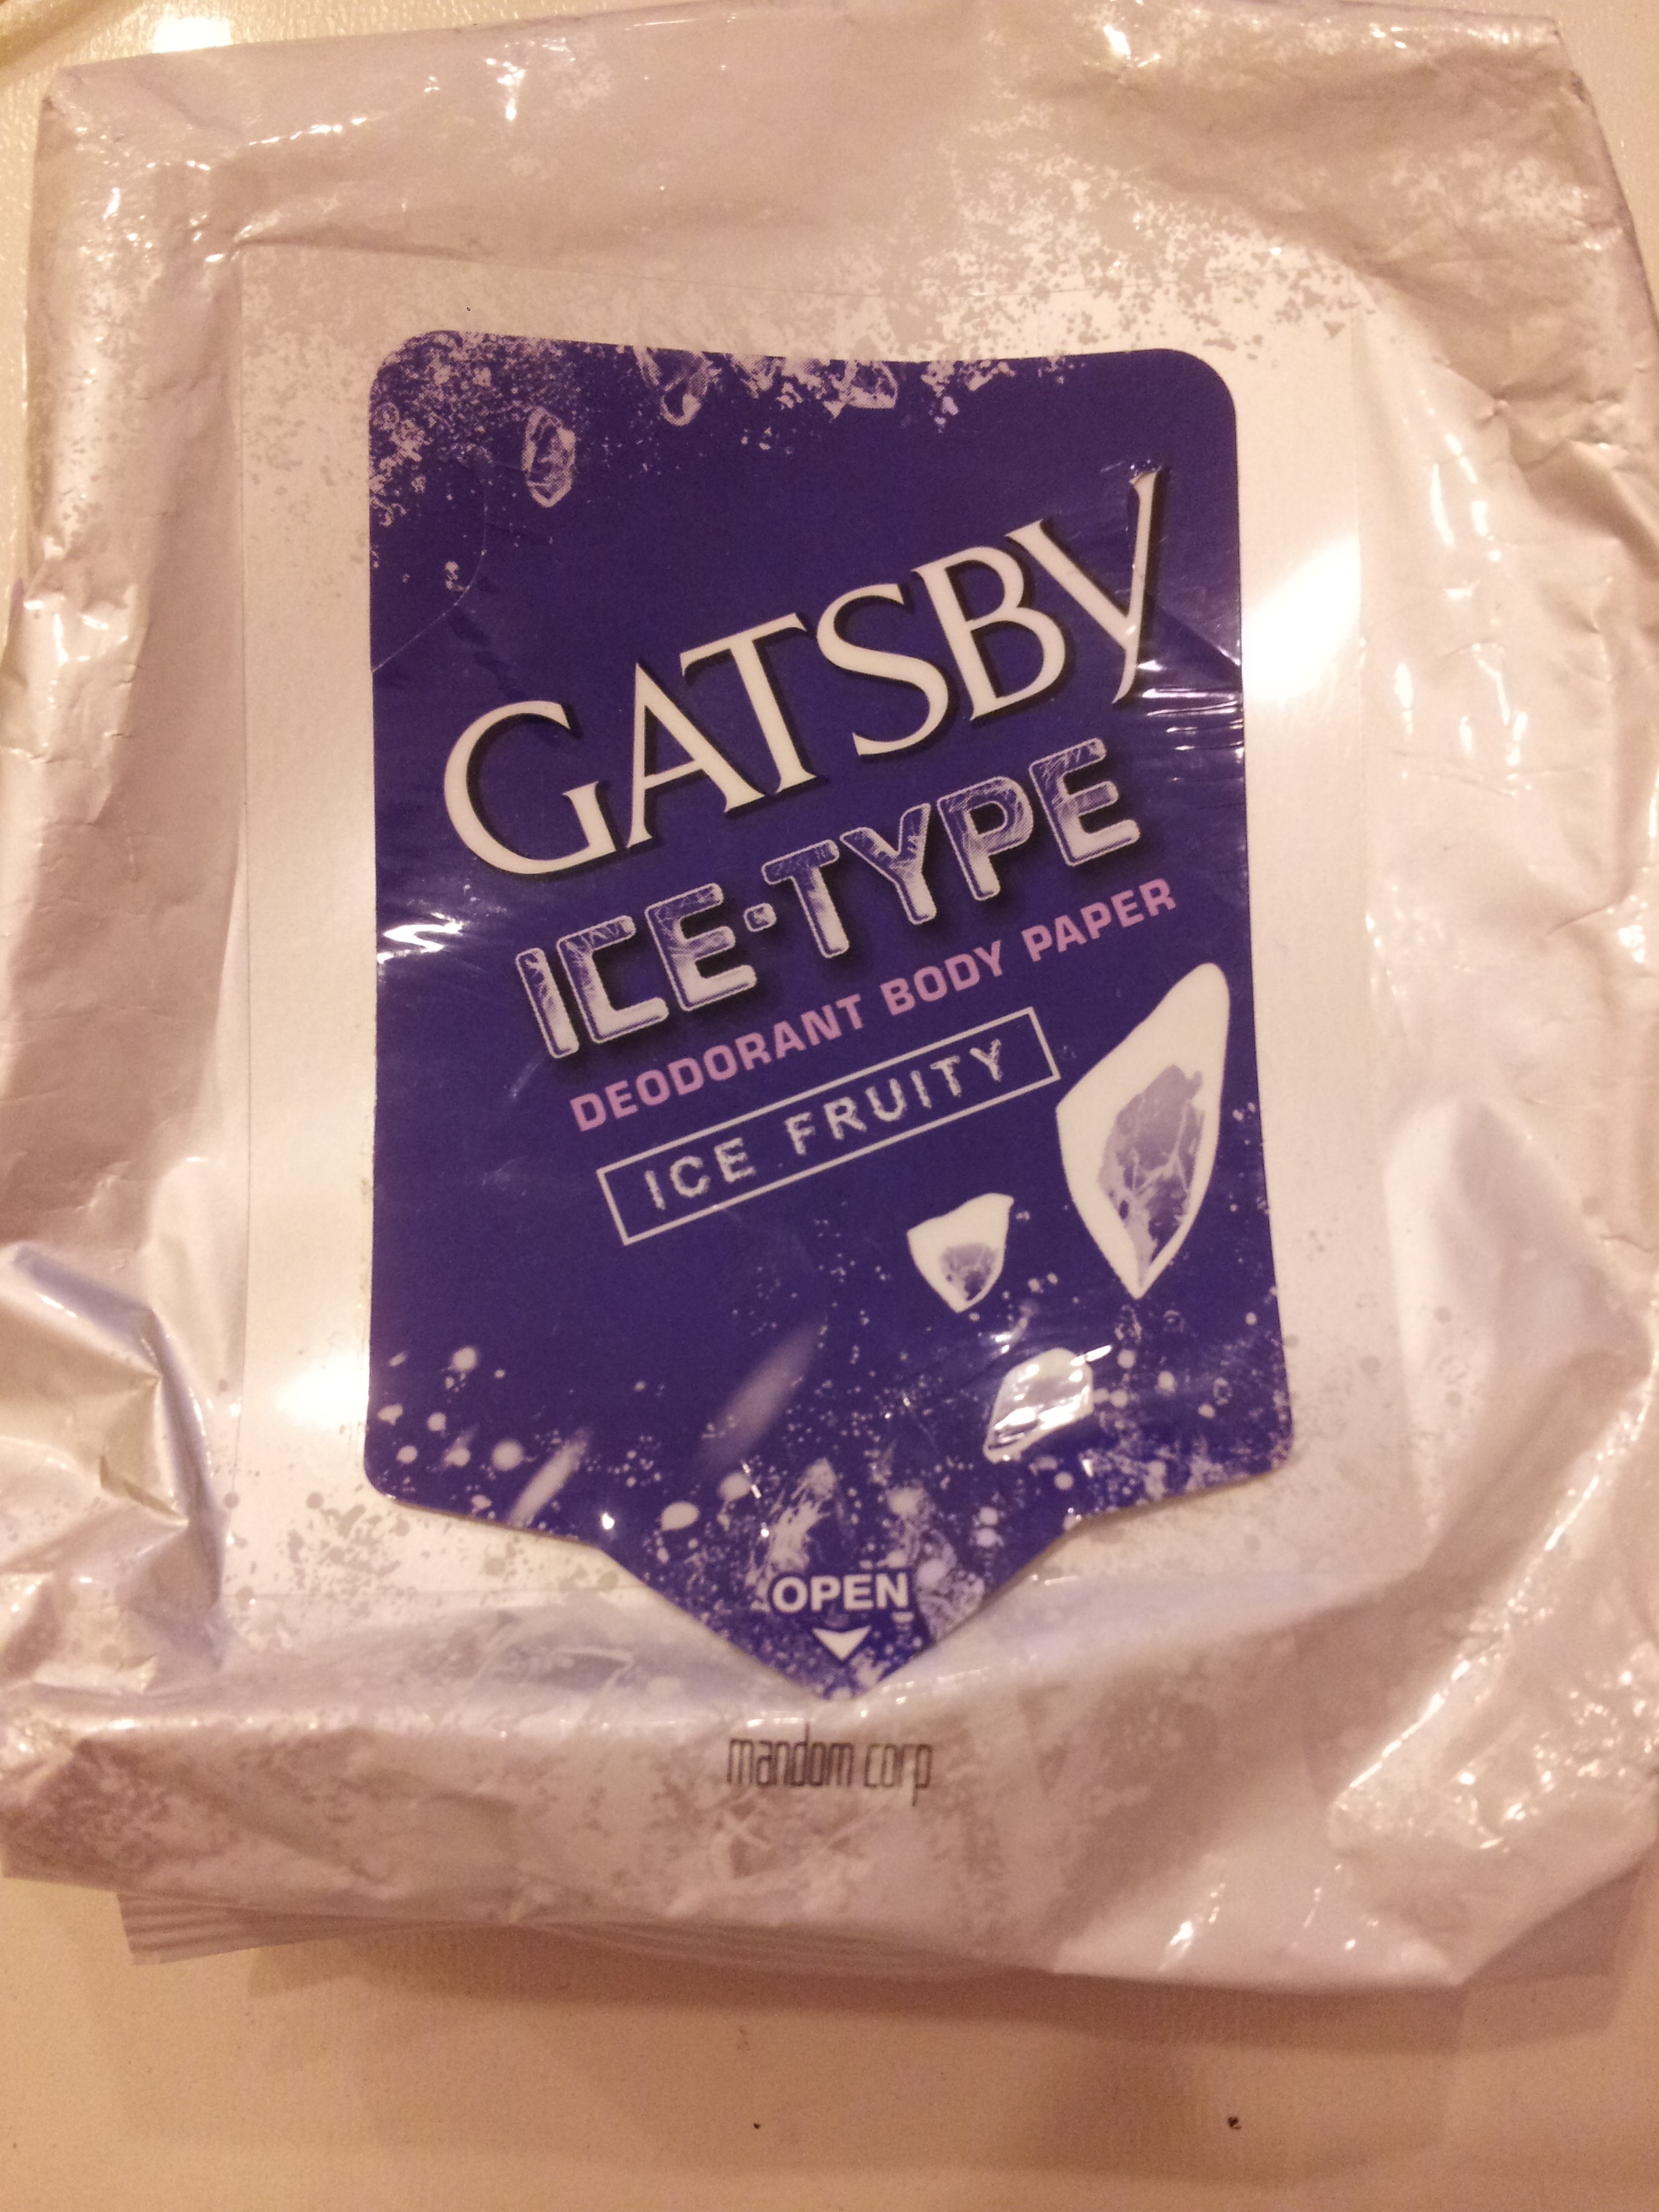 GATSBY
ICE-TYPE
DEODORANT BODY PAPER
ICE FRUITY
OPEN
mandom corp